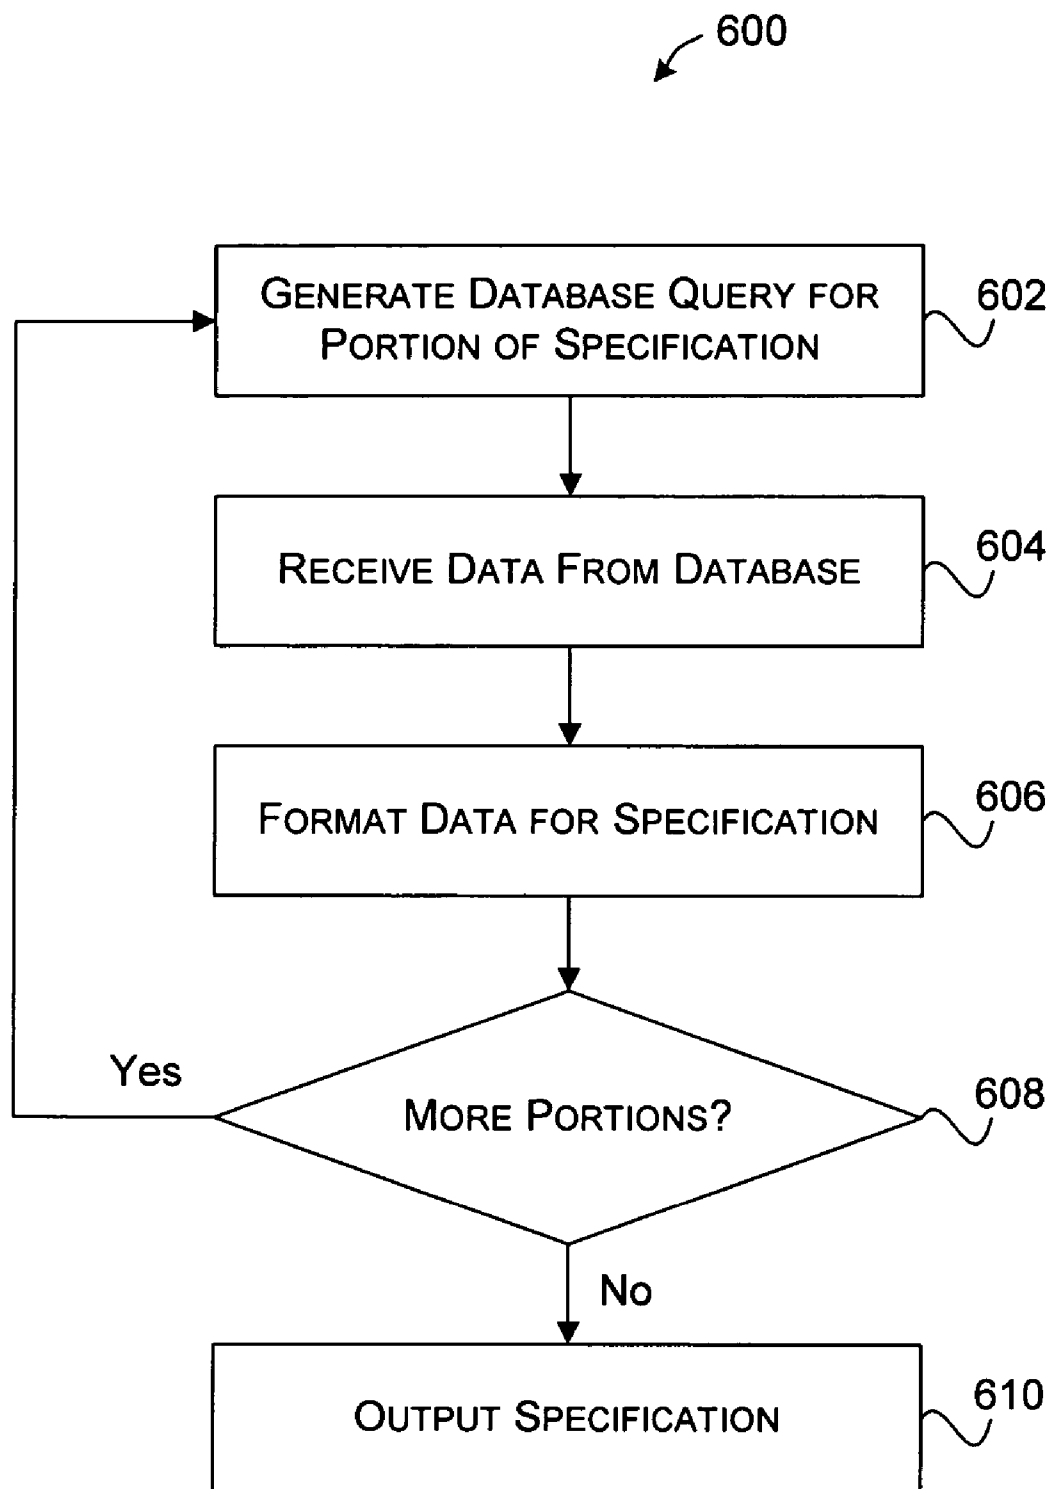 600
GENERATE DATABASE QUERY FOR
PORTION OF SPECIFICATION
602
RECEIVE DATA FROM DATABASE
604
FORMAT DATA FOR SPECIFICATION
606
Yes
MORE PORTIONS?
608
No
OUTPUT SPECIFICATION
610